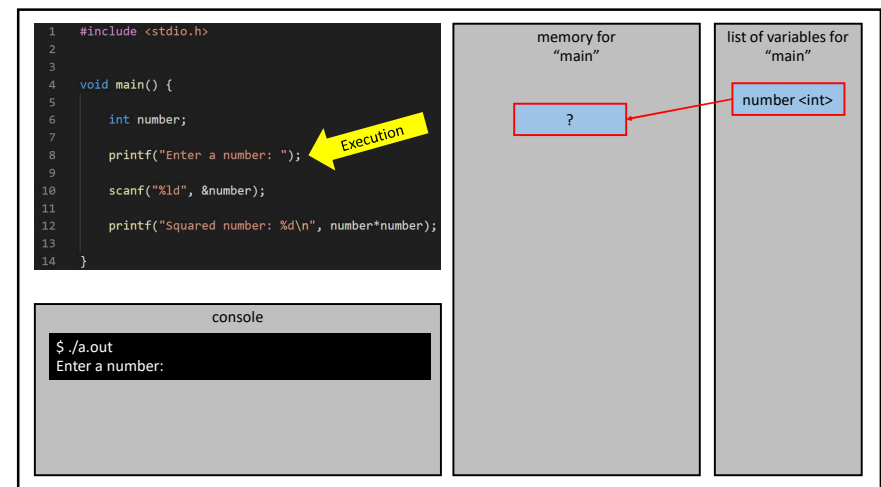 1 #include <stdio.h>
2
3
4 void main() {
5
6     int number;
7
8     printf("Enter a number: ");
9
10     scanf("%ld", &number);
11
12     printf("Squared number: %d\n", number*number);
13
14 }
Execution
console
$ ./a.out
Enter a number:
memory for
“main”
?
list of variables for
“main”
number <int>